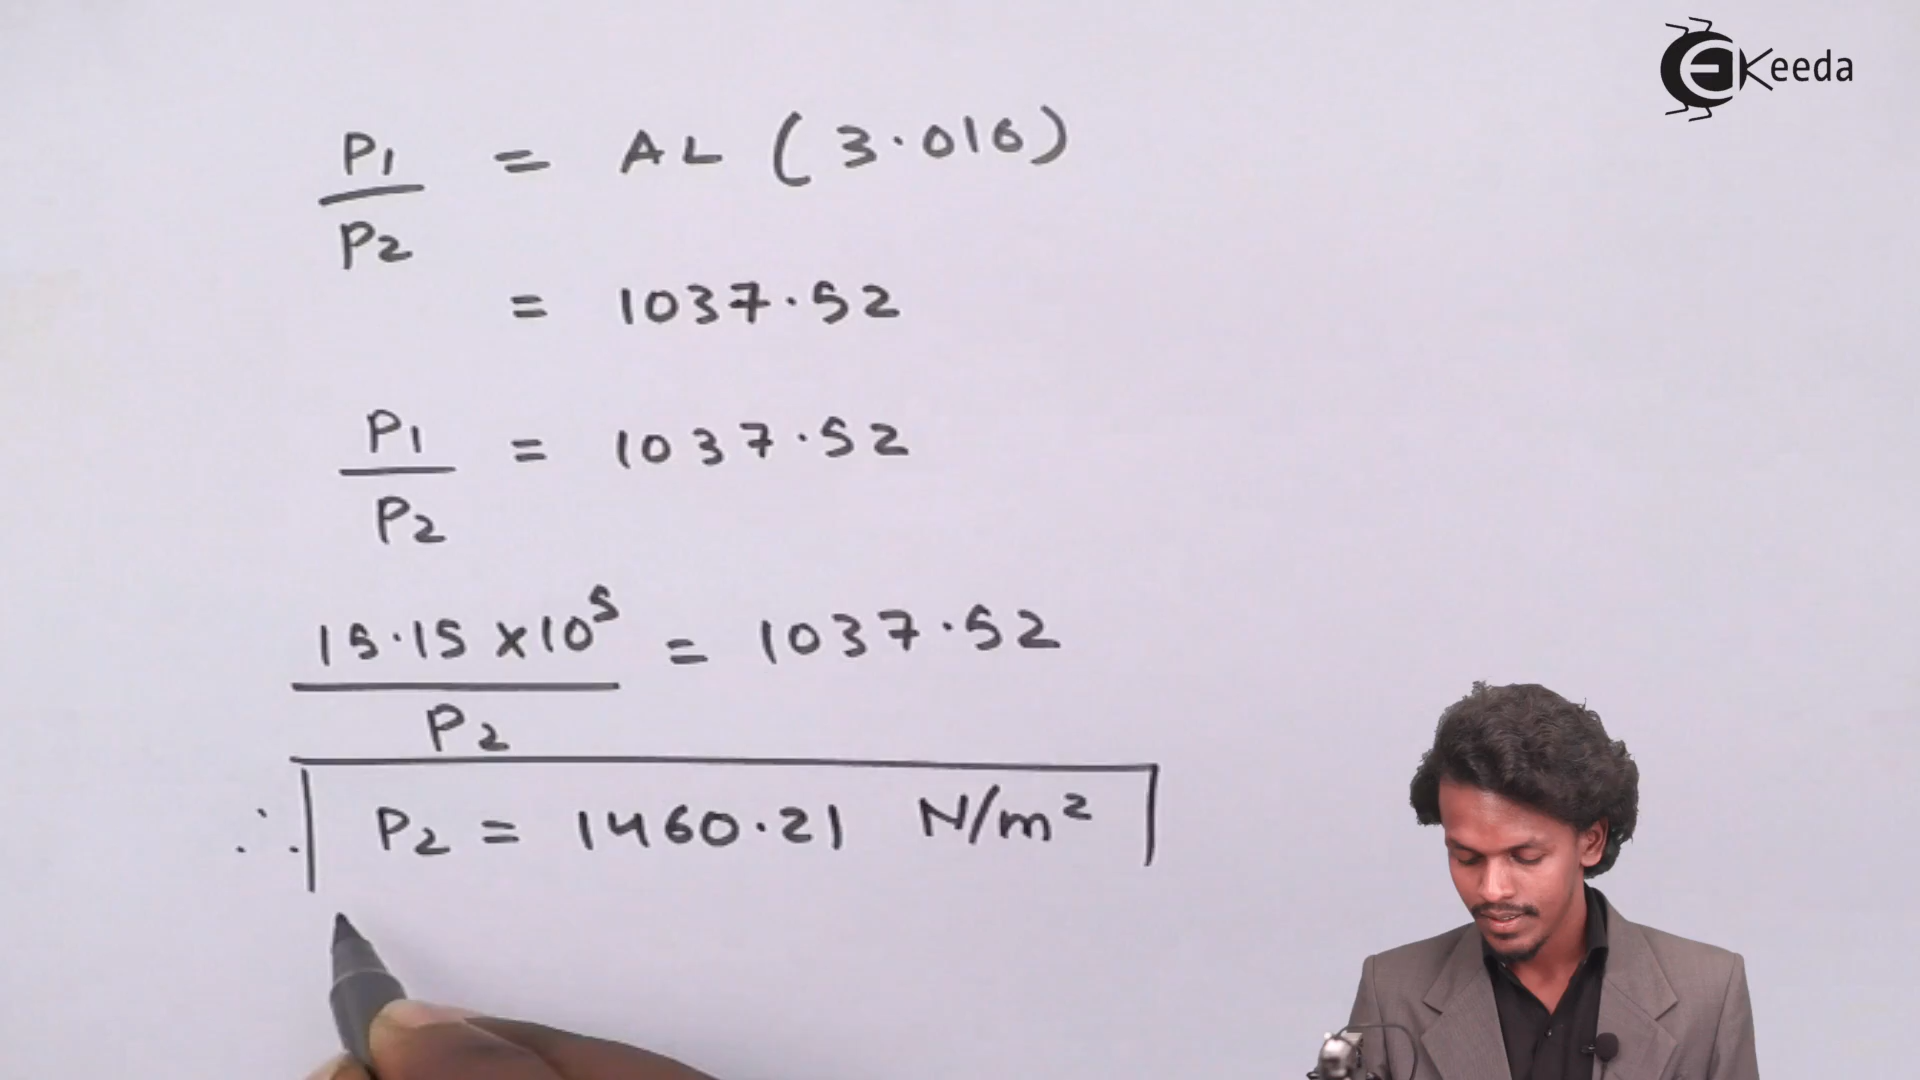 EKeeda
P1/P2 = AL (3.016)
= 1037.52
P1/P2 = 1037.52
15.15 x10^5/P2 = 1037.52
∴ P2 = 1460.21 N/m²